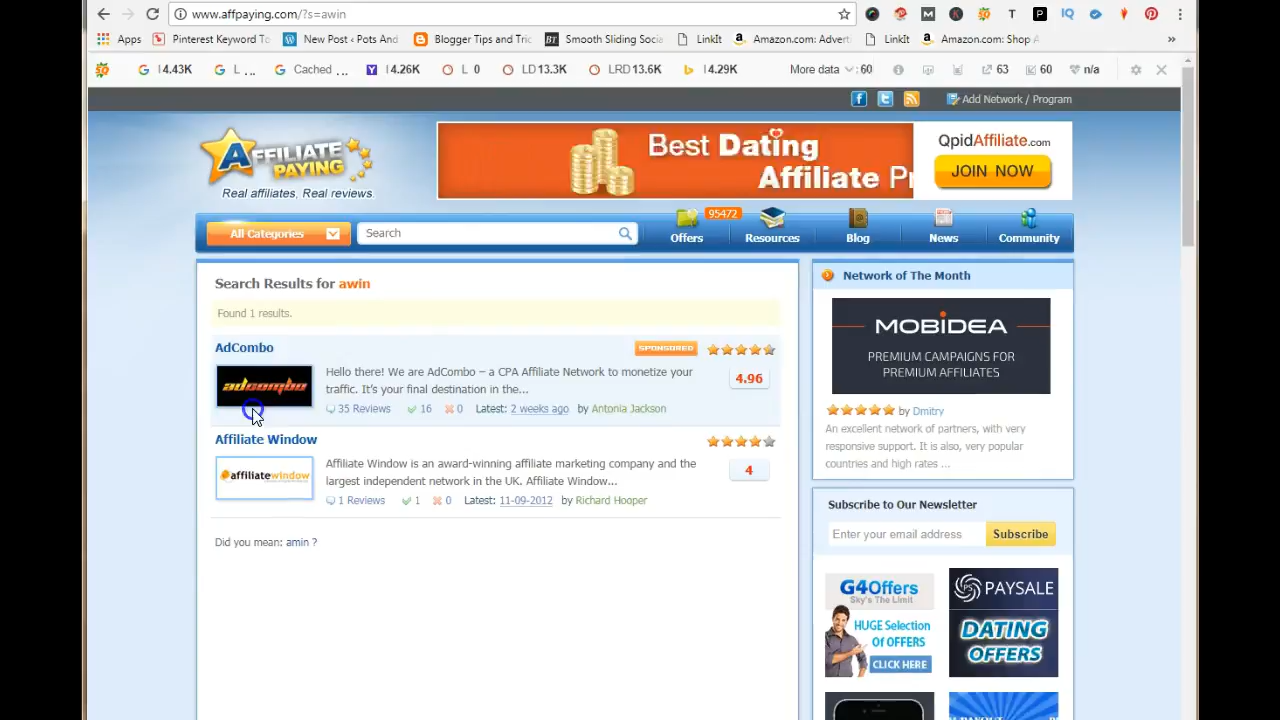 www.affpaying.com/?s=awin
Apps
Pinterest Keyword To
New Post ‹ Pots And
Blogger Tips and Tric
BT
Smooth Sliding Socia
LinkIt
Amazon.com: Adverti
LinkIt
Amazon.com: Shop A
»
I 4.43K
L ...
Cached ...
I 4.26K
L 0
LD 13.3K
LRD 13.6K
I 4.29K
More data
: 60
63
60
n/a
Add Network / Program
AFFILIATE
PAYING
Real affiliates, Real reviews.
Best Dating
Affiliate Pr
QpidAffiliate.com
JOIN NOW
All Categories
Search
Offers
95472
Resources
Blog
News
Community
Search Results for awin
Found 1 results.
AdCombo
SPONSORED
adcombo
Hello there! We are AdCombo – a CPA Affiliate Network to monetize your
traffic. It's your final destination in the...
4.96
35 Reviews 16 0 Latest: 2 weeks ago by Antonia Jackson
Affiliate Window
affiliatewindow
Affiliate Window is an award-winning affiliate marketing company and the
largest independent network in the UK. Affiliate Window...
4
1 Reviews 1 0 Latest: 11-09-2012 by Richard Hooper
Did you mean: amin ?
Network of The Month
MOBIDEA
PREMIUM CAMPAIGNS FOR
PREMIUM AFFILIATES
by Dmitry
An excellent network of partners, with very
responsive support. It is also, very popular
countries and high rates ...
Subscribe to Our Newsletter
Enter your email address
Subscribe
G4Offers
Sky's The Limit
HUGE Selection
Of OFFERS
CLICK HERE
PAYSALE
DATING
OFFERS